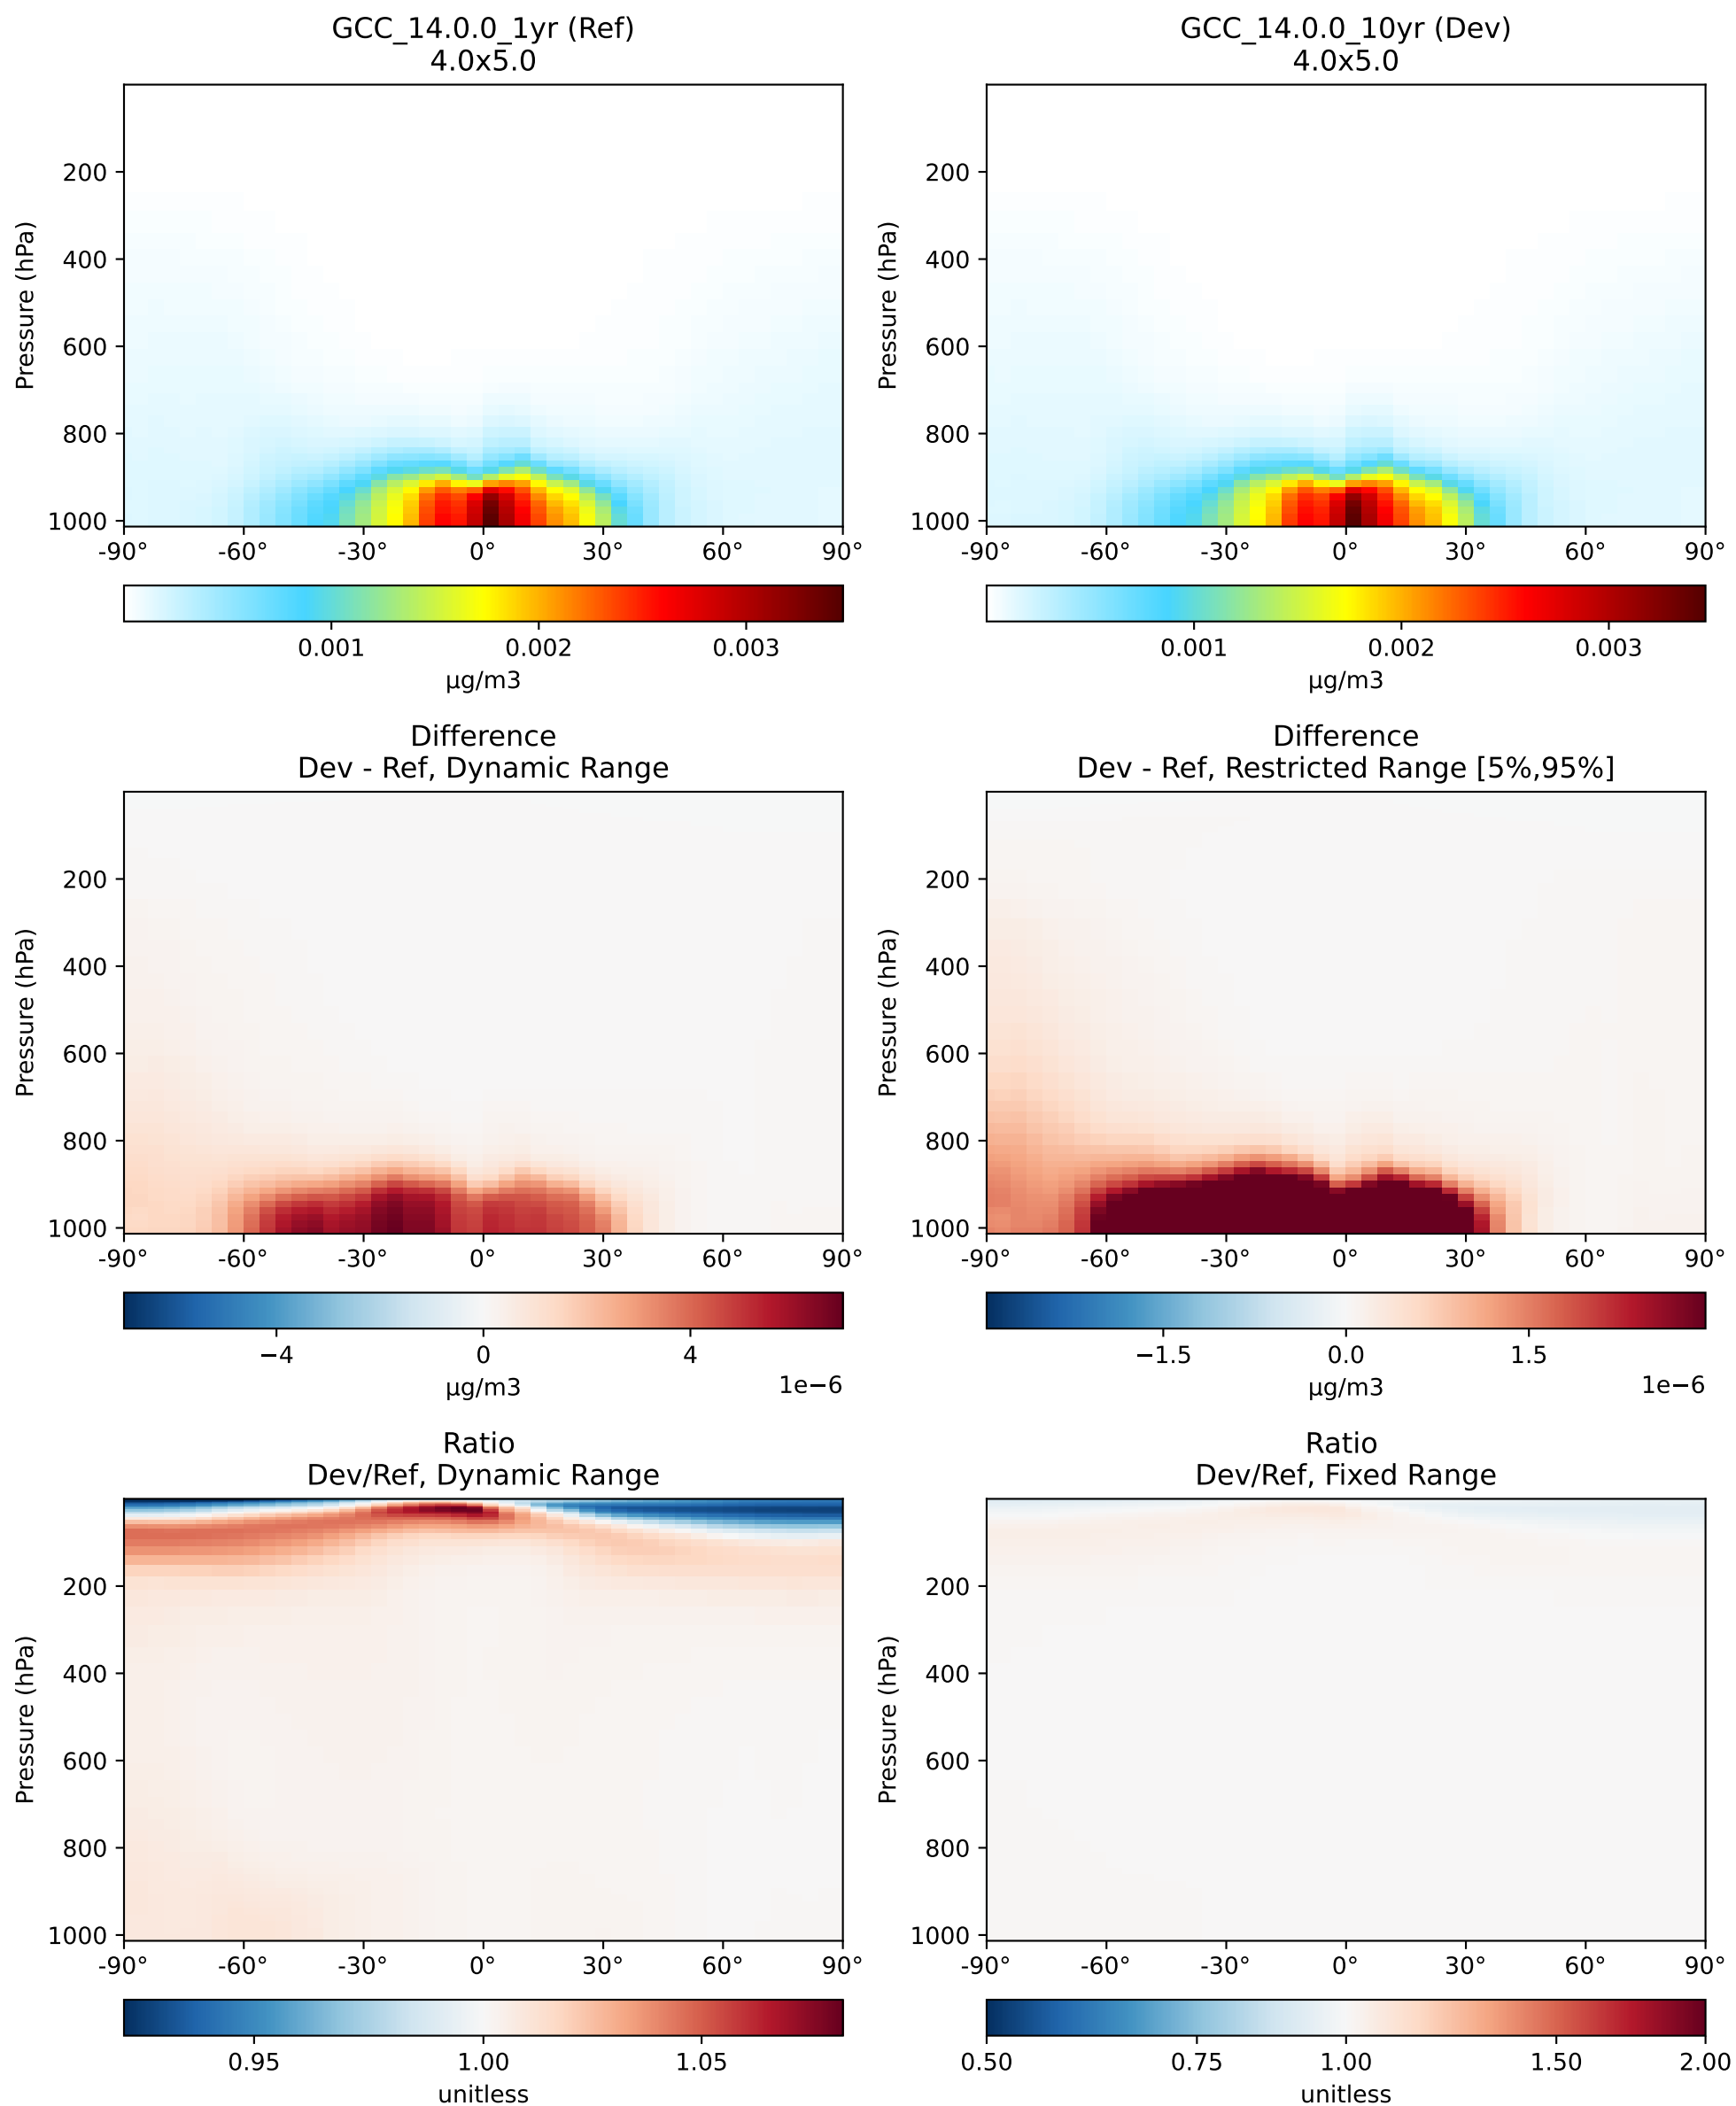 GCC_14.0.0_1yr (Ref)
4.0x5.0
Pressure (hPa)
200
400
600
800
1000
-90° -60° -30° 0° 30° 60° 90°
0.001 0.002 0.003
µg/m3
GCC_14.0.0_10yr (Dev)
4.0x5.0
Pressure (hPa)
200
400
600
800
1000
-90° -60° -30° 0° 30° 60° 90°
0.001 0.002 0.003
µg/m3
Difference
Dev - Ref, Dynamic Range
Pressure (hPa)
200
400
600
800
1000
-90° -60° -30° 0° 30° 60° 90°
−4 0 4
µg/m3 1e−6
Difference
Dev - Ref, Restricted Range [5%,95%]
Pressure (hPa)
200
400
600
800
1000
-90° -60° -30° 0° 30° 60° 90°
−1.5 0.0 1.5
µg/m3 1e−6
Ratio
Dev/Ref, Dynamic Range
Pressure (hPa)
200
400
600
800
1000
-90° -60° -30° 0° 30° 60° 90°
0.95 1.00 1.05
unitless
Ratio
Dev/Ref, Fixed Range
Pressure (hPa)
200
400
600
800
1000
-90° -60° -30° 0° 30° 60° 90°
0.50 0.75 1.00 1.50 2.00
unitless